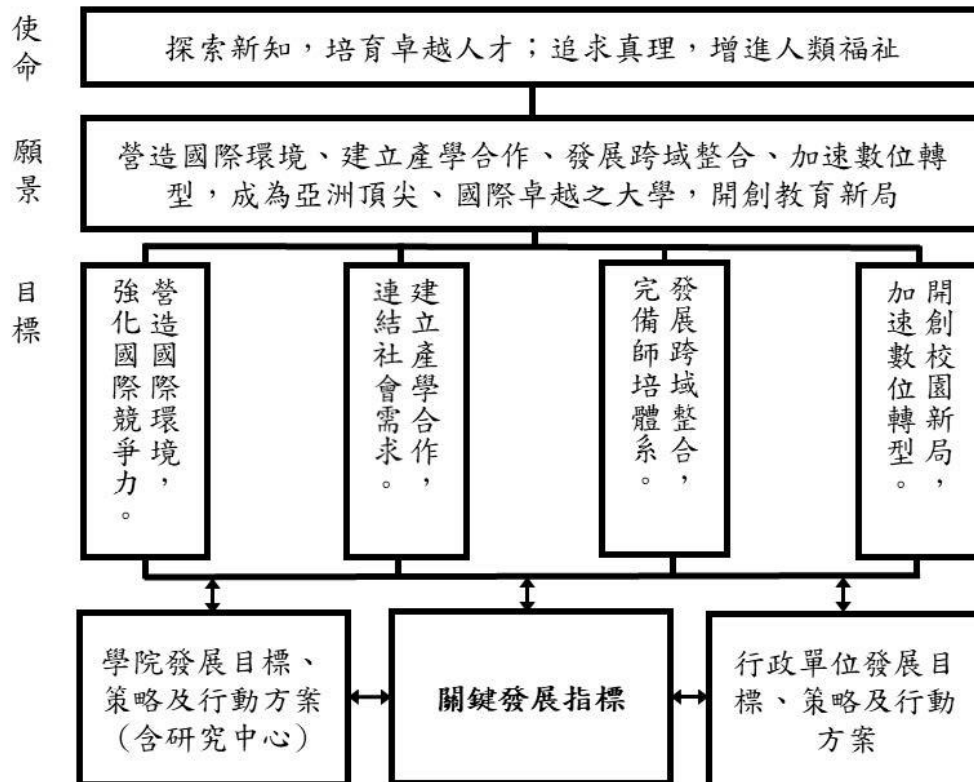 使命
探索新知，培育卓越人才；追求真理，增進人類福祉
願景
營造國際環境、建立產學合作、發展跨域整合、加速數位轉
型，成為亞洲頂尖、國際卓越之大學，開創教育新局
目標
營造國際環境，
強化國際競爭力。
建立產學合作，
連結社會需求。
發展跨域整合，
完備師培體系。
開創校園新局，
加速數位轉型。
學院發展目標、
策略及行動方案
（含研究中心）
關鍵發展指標
行政單位發展目
標、策略及行動
方案